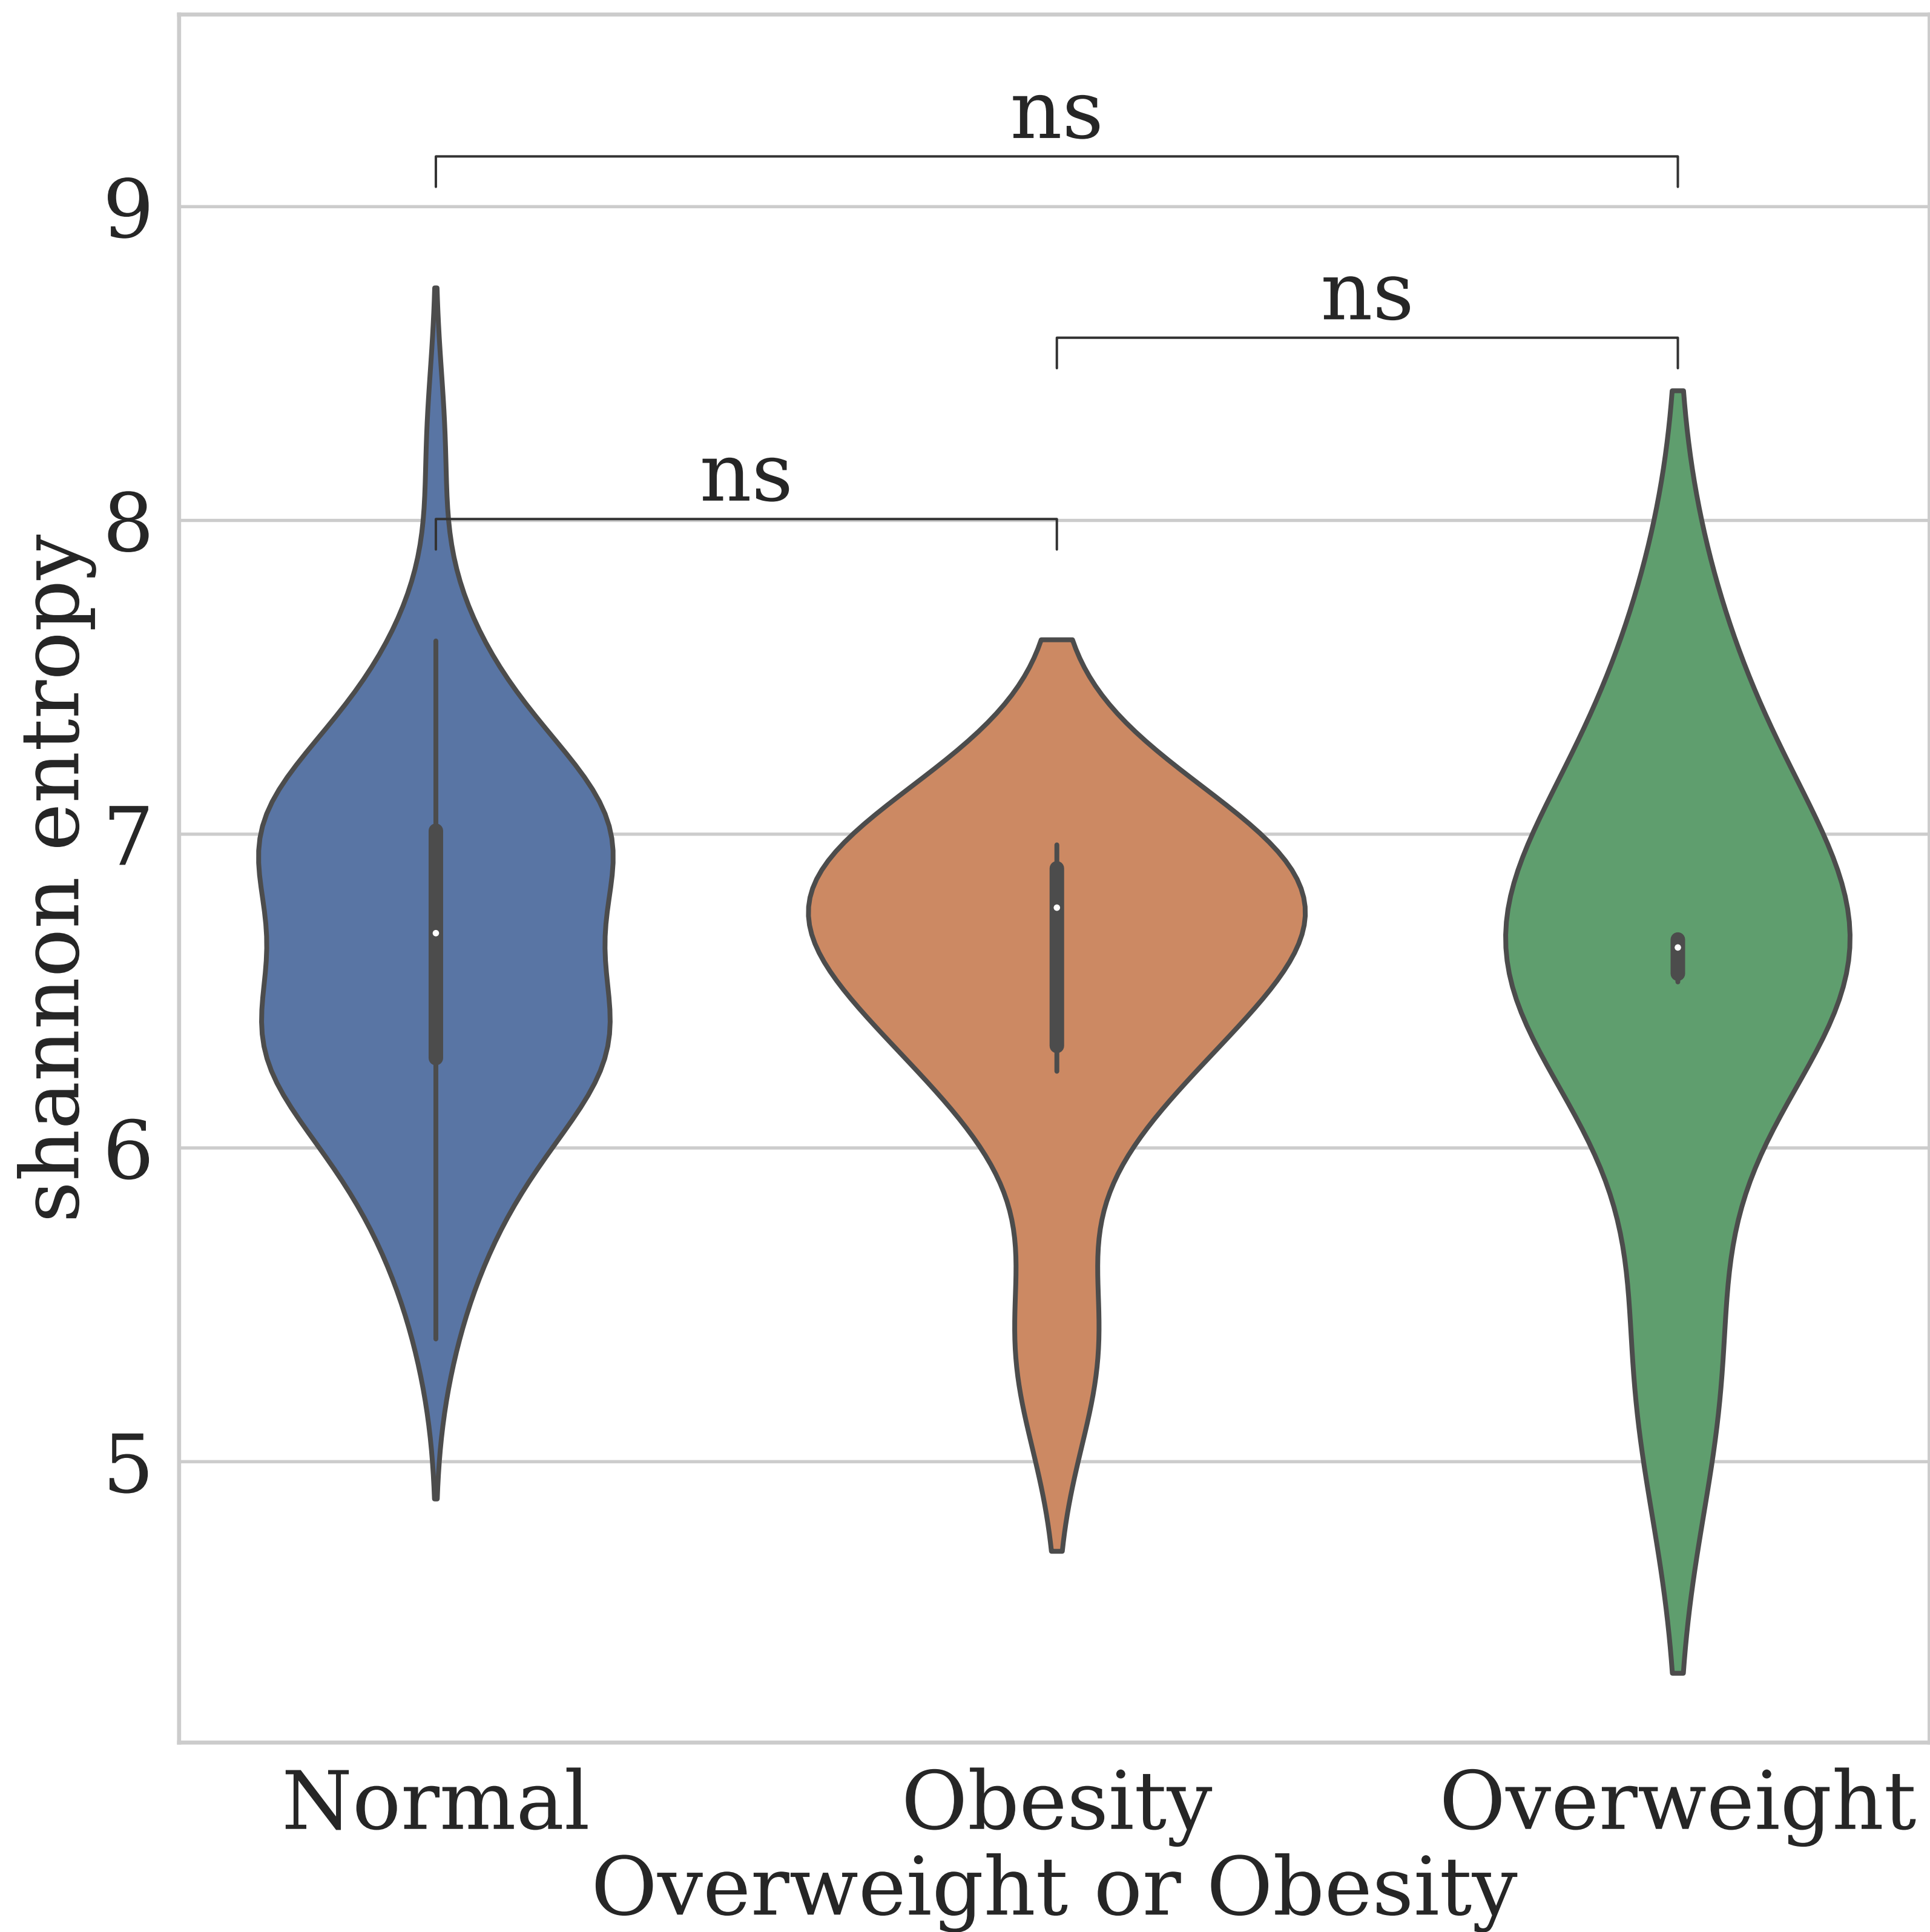 ns
9
ns
ns
8
7
6
5
shannon entropy
Normal Obesity Overweight
Overweight or Obesity